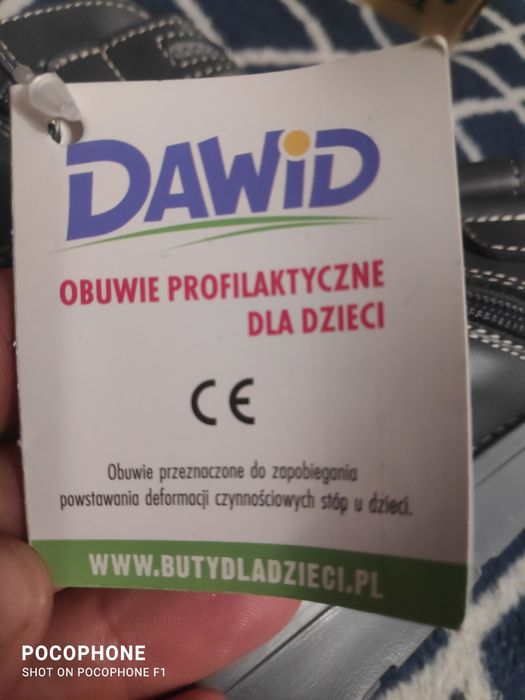 DAWiD
OBUWIE PROFILAKTYCZNE
DLA DZIECI
CE
Obuwie przeznaczone do zapobiegania
powstawania deformacji czynnościowych stóp u dzieci.
WWW.BUTYDLADZIECI.PL
POCOPHONE
SHOT ON POCOPHONE F1